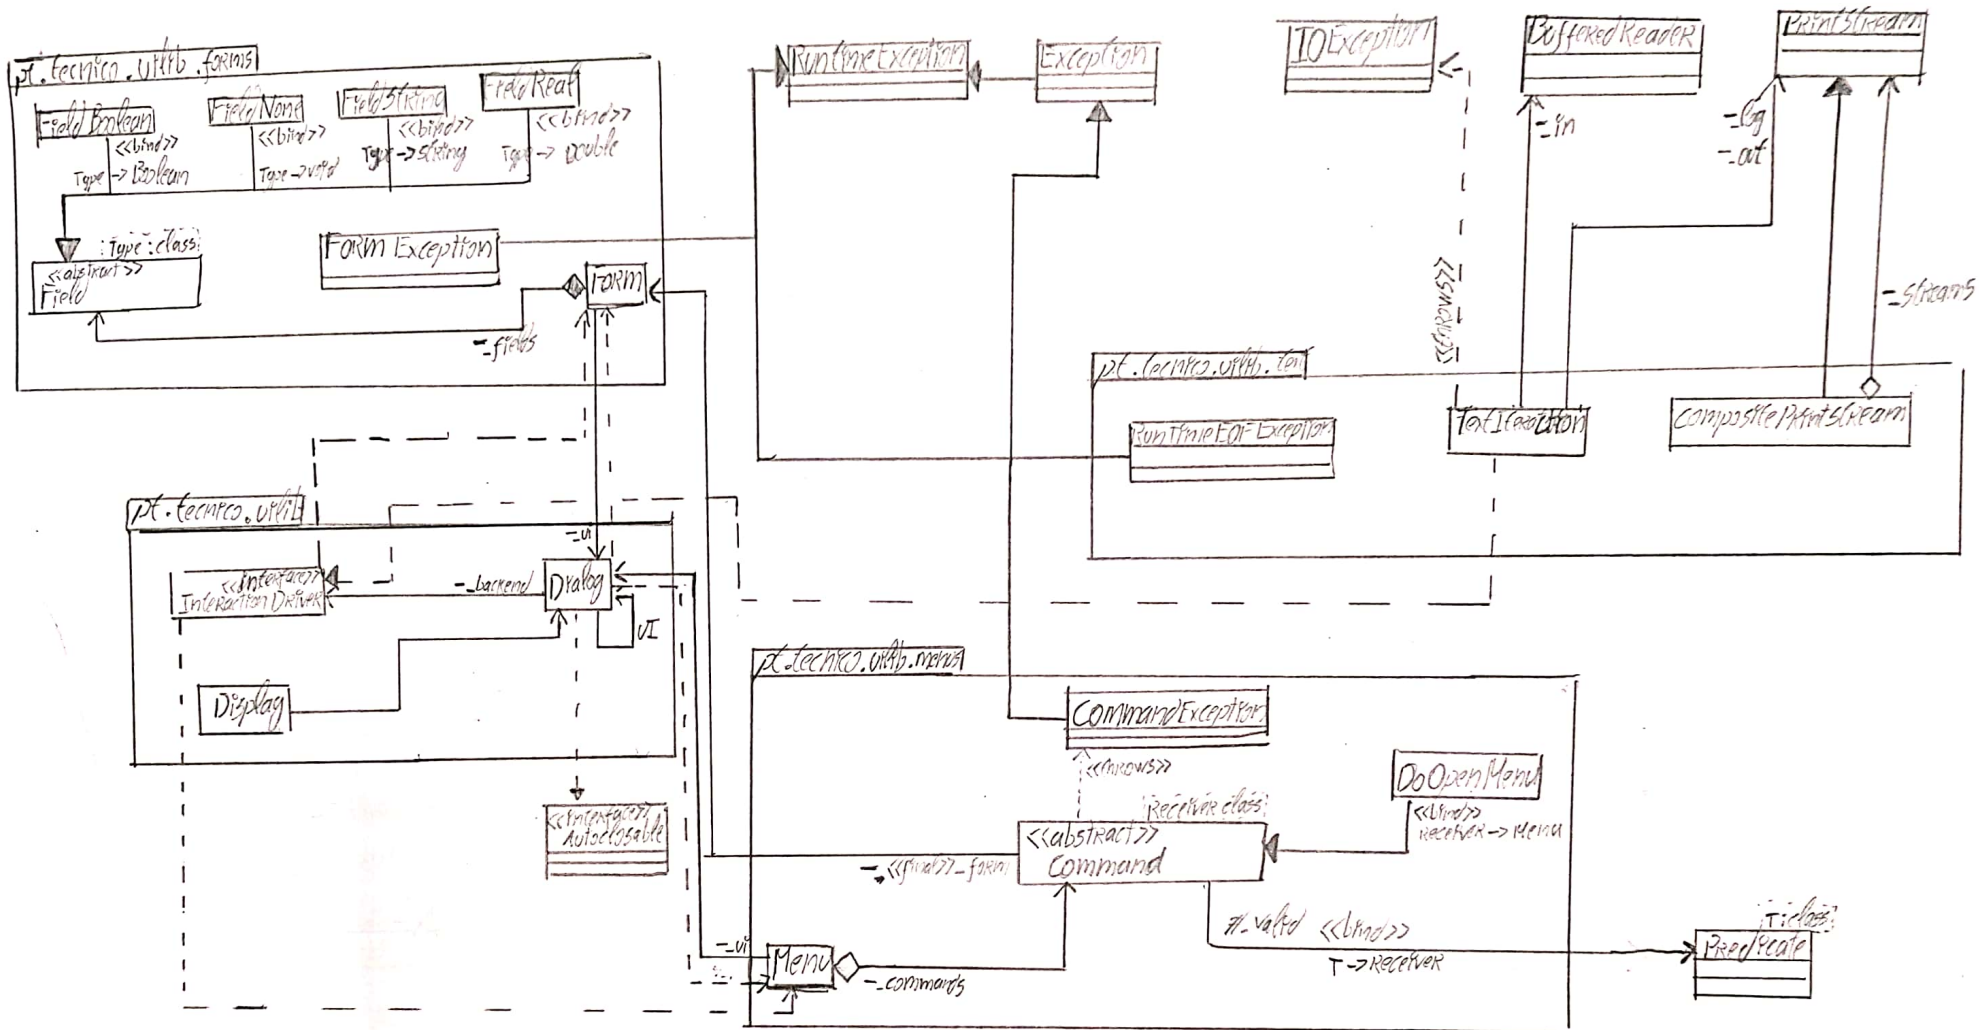 pt.tecnico.uilib.forms
FieldBoolean
<<bind>>
Type -> Boolean
FieldNone
<<bind>>
Type->void
FieldString
<<bind>>
Type->String
FieldReal
<<bind>>
Type-> Double
Type:class
<<abstract>>
Field
FormException
Form
-_fields
RuntimeException
Exception
IOException
BufferedReader
PrintStream
-_in
-_log
-_out
-_streams
<<throws>>
pt.tecnico.uilib.text
RuntimeEOFException
TextInteraction
CompositePrintStream
pt.tecnico.uilib
-_ui
<<interface>>
InteractionDriver
-_backend
Dialog
UI
Display
<<interface>>
Autoclosable
pt.tecnico.uilib.menus
CommandException
<<throws>>
Receiver:class
<<abstract>>
Command
DoOpenMenu
<<bind>>
Receiver->Menu
-<<final>>_form
#_valid <<bind>>
T->Receiver
T:class
Predicate
-_ui
Menu
-_commands